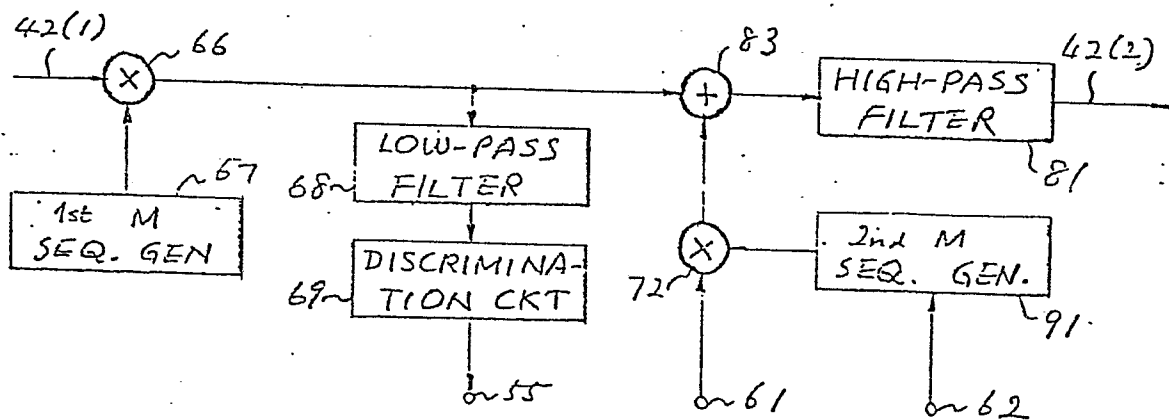 42(1)
66
83
42(2)
HIGH-PASS
FILTER
81
LOW-PASS
FILTER
68
67
1st M
SEQ. GEN
DISCRIMINA-
TION CKT
69
72
2nd M
SEQ. GEN.
91
55
61
62